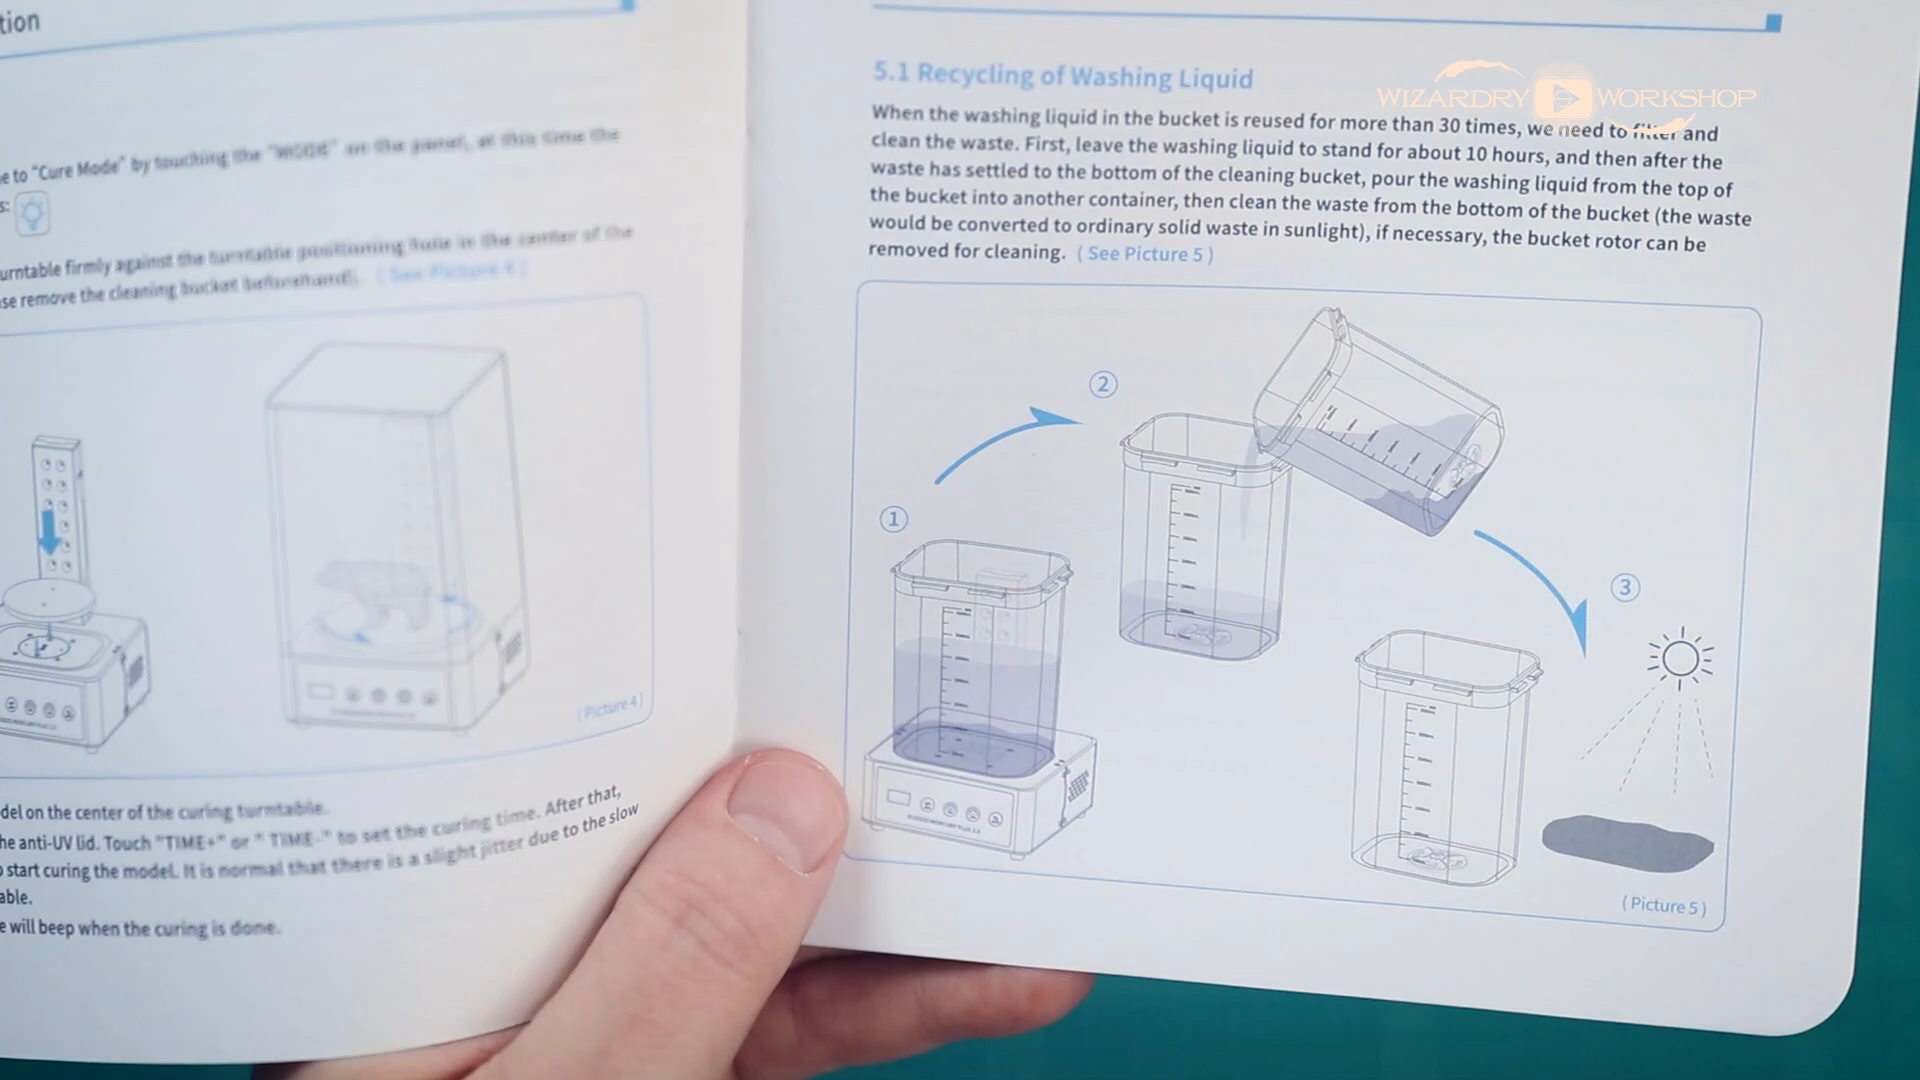 tion
e to "Cure Mode" by touching the "MODE" on the panel, at this time the
s:
urntable firmly against the turntable positioning hole in the center of the
se remove the cleaning bucket beforehand). (See Picture 4)
(Picture 4)
del on the center of the curing turntable.
he anti-UV lid. Touch "TIME+" or "TIME-" to set the curing time. After that,
o start curing the model. It is normal that there is a slight jitter due to the slow
able.
e will beep when the curing is done.
5.1 Recycling of Washing Liquid
WIZARDRY WORKSHOP
When the washing liquid in the bucket is reused for more than 30 times, we need to filter and
clean the waste. First, leave the washing liquid to stand for about 10 hours, and then after the
waste has settled to the bottom of the cleaning bucket, pour the washing liquid from the top of
the bucket into another container, then clean the waste from the bottom of the bucket (the waste
would be converted to ordinary solid waste in sunlight), if necessary, the bucket rotor can be
removed for cleaning. (See Picture 5)
1
2
3
(Picture 5)